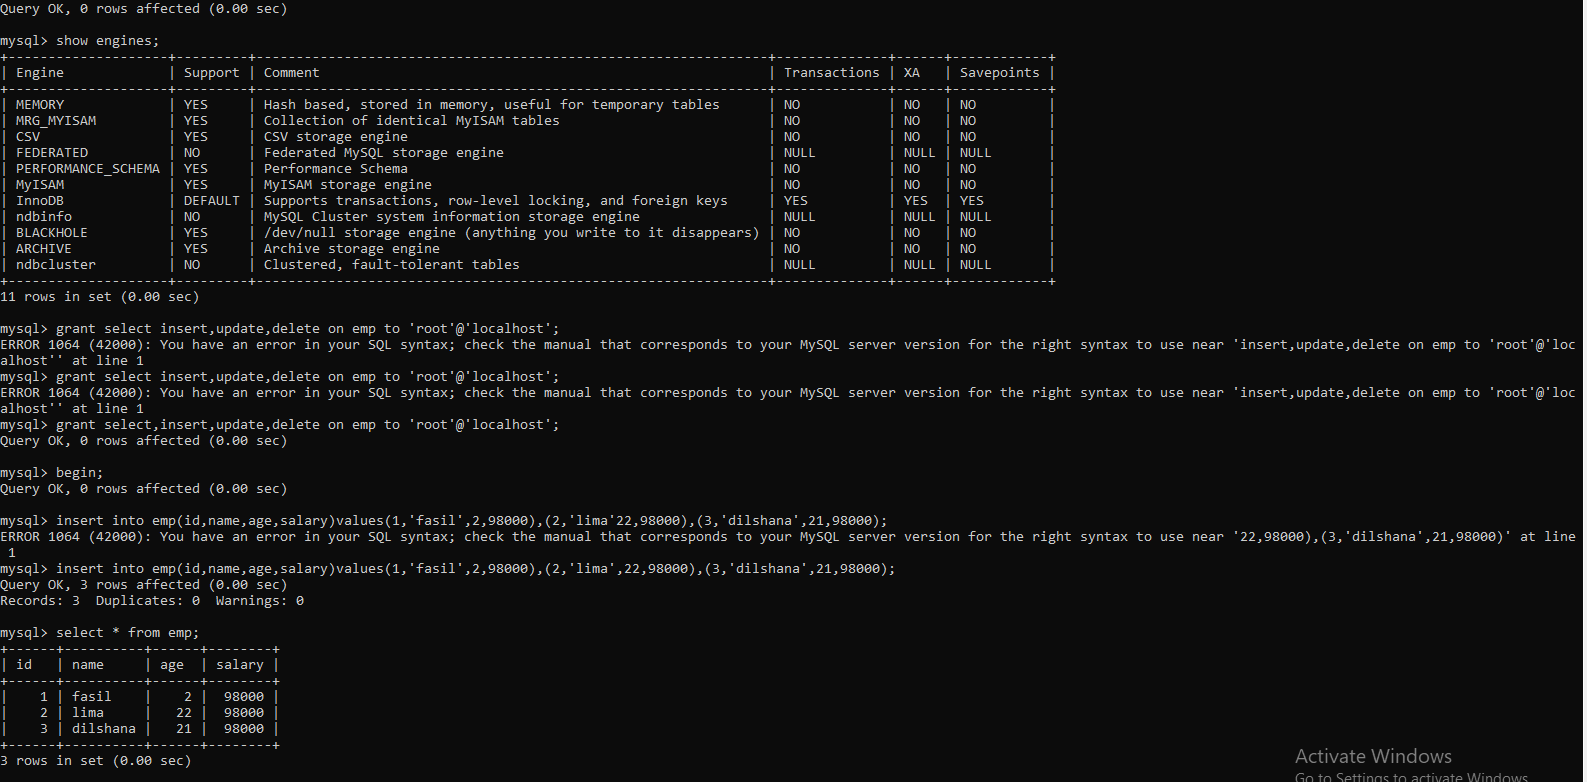 Query OK, 0 rows affected (0.00 sec)

mysql> show engines;
+--------------------+---------+----------------------------------------------------------------+--------------+------+------------+
| Engine             | Support | Comment                                                        | Transactions | XA   | Savepoints |
+--------------------+---------+----------------------------------------------------------------+--------------+------+------------+
| MEMORY             | YES     | Hash based, stored in memory, useful for temporary tables      | NO           | NO   | NO         |
| MRG_MYISAM         | YES     | Collection of identical MyISAM tables                          | NO           | NO   | NO         |
| CSV                | YES     | CSV storage engine                                             | NO           | NO   | NO         |
| FEDERATED          | NO      | Federated MySQL storage engine                                 | NULL         | NULL | NULL       |
| PERFORMANCE_SCHEMA | YES     | Performance Schema                                             | NO           | NO   | NO         |
| MyISAM             | YES     | MyISAM storage engine                                          | NO           | NO   | NO         |
| InnoDB             | DEFAULT | Supports transactions, row-level locking, and foreign keys     | YES          | YES  | YES        |
| ndbinfo            | NO      | MySQL Cluster system information storage engine                | NULL         | NULL | NULL       |
| BLACKHOLE          | YES     | /dev/null storage engine (anything you write to it disappears) | NO           | NO   | NO         |
| ARCHIVE            | YES     | Archive storage engine                                         | NO           | NO   | NO         |
| ndbcluster         | NO      | Clustered, fault-tolerant tables                               | NULL         | NULL | NULL       |
+--------------------+---------+----------------------------------------------------------------+--------------+------+------------+
11 rows in set (0.00 sec)

mysql> grant select insert,update,delete on emp to 'root'@'localhost';
ERROR 1064 (42000): You have an error in your SQL syntax; check the manual that corresponds to your MySQL server version for the right syntax to use near 'insert,update,delete on emp to 'root'@'loc
alhost'' at line 1
mysql> grant select insert,update,delete on emp to 'root'@'localhost';
ERROR 1064 (42000): You have an error in your SQL syntax; check the manual that corresponds to your MySQL server version for the right syntax to use near 'insert,update,delete on emp to 'root'@'loc
alhost'' at line 1
mysql> grant select,insert,update,delete on emp to 'root'@'localhost';
Query OK, 0 rows affected (0.00 sec)

mysql> begin;
Query OK, 0 rows affected (0.00 sec)

mysql> insert into emp(id,name,age,salary)values(1,'fasil',2,98000),(2,'lima'22,98000),(3,'dilshana',21,98000);
ERROR 1064 (42000): You have an error in your SQL syntax; check the manual that corresponds to your MySQL server version for the right syntax to use near '22,98000),(3,'dilshana',21,98000)' at line
 1
mysql> insert into emp(id,name,age,salary)values(1,'fasil',2,98000),(2,'lima',22,98000),(3,'dilshana',21,98000);
Query OK, 3 rows affected (0.00 sec)
Records: 3  Duplicates: 0  Warnings: 0

mysql> select * from emp;
+------+----------+------+--------+
| id   | name     | age  | salary |
+------+----------+------+--------+
|    1 | fasil    |    2 |  98000 |
|    2 | lima     |   22 |  98000 |
|    3 | dilshana |   21 |  98000 |
+------+----------+------+--------+
3 rows in set (0.00 sec)
Activate Windows
Go to Settings to activate Windows.